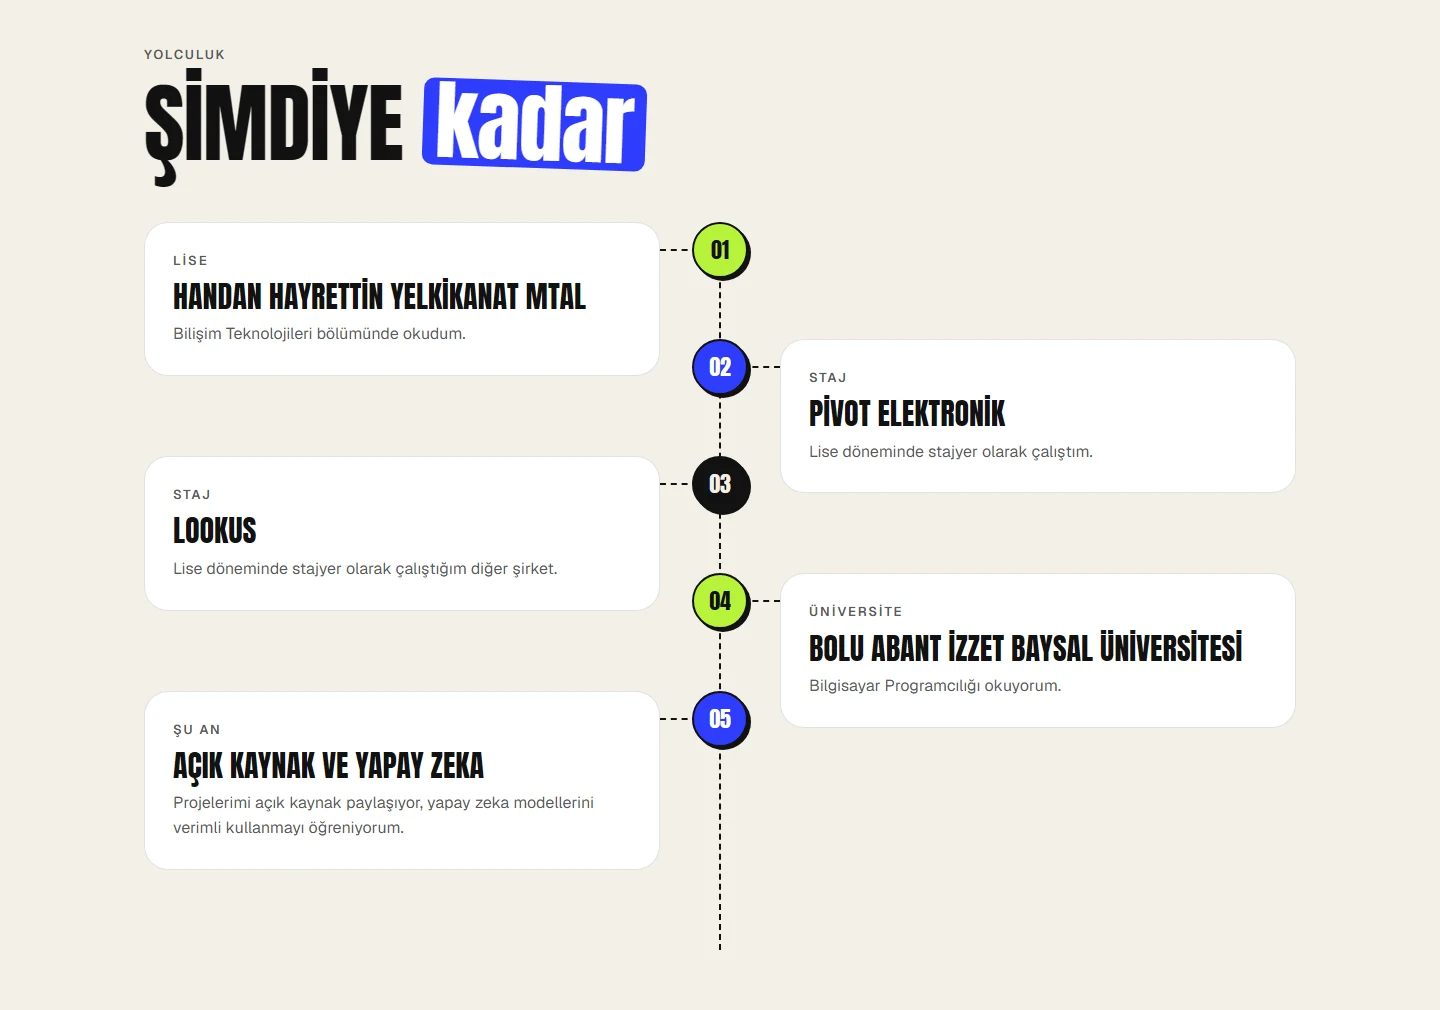 YOLCULUK
ŞİMDİYE kadar
01
LİSE
HANDAN HAYRETTİN YELKİKANAT MTAL
Bilişim Teknolojileri bölümünde okudum.
02
STAJ
PİVOT ELEKTRONİK
Lise döneminde stajyer olarak çalıştım.
03
STAJ
LOOKUS
Lise döneminde stajyer olarak çalıştığım diğer şirket.
04
ÜNİVERSİTE
BOLU ABANT İZZET BAYSAL ÜNİVERSİTESİ
Bilgisayar Programcılığı okuyorum.
05
ŞU AN
AÇIK KAYNAK VE YAPAY ZEKA
Projelerimi açık kaynak paylaşıyor, yapay zeka modellerini
verimli kullanmayı öğreniyorum.